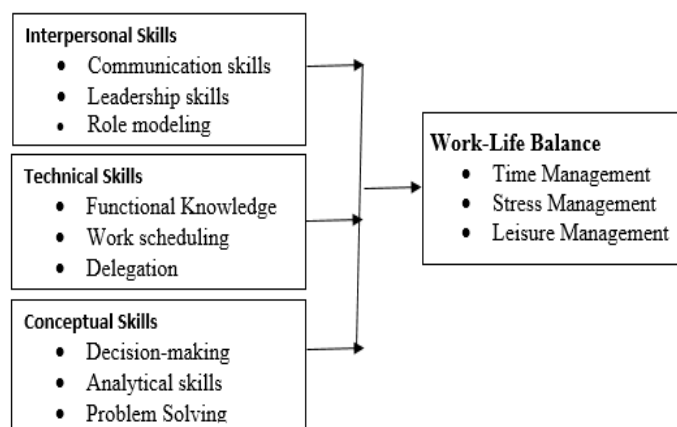 Interpersonal Skills
• Communication skills
• Leadership skills
• Role modeling
Technical Skills
• Functional Knowledge
• Work scheduling
• Delegation
Conceptual Skills
• Decision-making
• Analytical skills
• Problem Solving
Work-Life Balance
• Time Management
• Stress Management
• Leisure Management